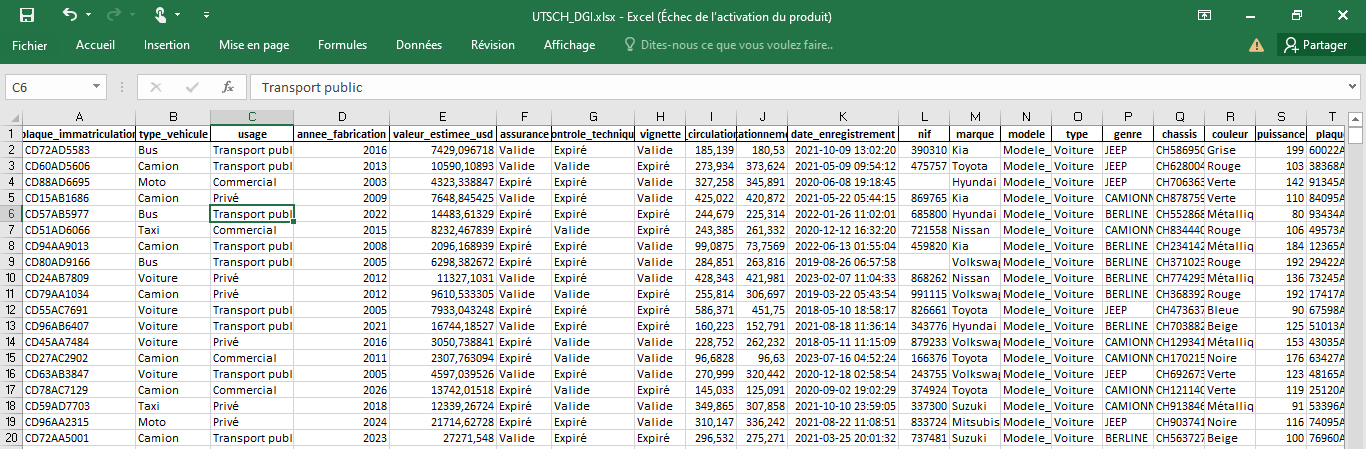 UTSCH_DGI.xlsx - Excel (Échec de l'activation du produit)
Fichier Accueil Insertion Mise en page Formules Données Révision Affichage Dites-nous ce que vous voulez faire.. Partager
C6 fx Transport public
A B C D E F G H I J K L M N O P Q R S T
1 plaque_immatriculation type_vehicule usage annee_fabrication valeur_estimee_usd assurance ontrole_technique vignette circulation ationneme date_enregistrement nif marque modele type genre chassis couleur puissance plaqu
2 CD72AD5583 Bus Transport publ 2016 7429,096718 Valide Expiré Valide 185,139 180,53 2021-10-09 13:02:20 390310 Kia Modele_ Voiture JEEP CH586950 Grise 199 60022A
3 CD60AD5606 Camion Transport publ 2013 10590,10893 Valide Expiré Valide 273,934 373,624 2021-05-09 09:54:12 475757 Toyota Modele_ Voiture JEEP CH628004 Rouge 103 38368A
4 CD88AD6695 Moto Commercial 2003 4323,338847 Expiré Expiré Valide 327,258 345,891 2020-06-08 19:18:45 Hyundai Modele_ Voiture JEEP CH706363 Verte 142 91345A
5 CD15AB1686 Camion Privé 2009 7648,845425 Valide Expiré Expiré 425,022 420,872 2021-05-22 05:44:15 869765 Kia Modele_ Voiture CAMIONN CH878759 Verte 110 84095A
6 CD57AB5977 Bus Transport publ 2022 14483,61329 Expiré Expiré Expiré 244,679 225,314 2022-01-26 11:02:01 685800 Hyundai Modele_ Voiture BERLINE CH552868 Métalliq 80 93434A
7 CD51AD6066 Taxi Commercial 2015 8232,467839 Expiré Valide Expiré 243,385 261,332 2020-12-12 16:32:20 721558 Nissan Modele_ Voiture CAMIONN CH834440 Rouge 106 49573A
8 CD94AA9013 Camion Transport publ 2008 2096,168939 Valide Expiré Expiré 99,0875 73,7569 2022-06-13 01:55:04 459820 Kia Modele_ Voiture BERLINE CH234142 Métalliq 184 12365A
9 CD80AD9166 Bus Transport publ 2005 6298,382672 Expiré Expiré Expiré 284,851 263,816 2019-08-26 06:57:58 Volkswag Modele_ Voiture BERLINE CH371023 Rouge 192 29422A
10 CD24AB7809 Voiture Privé 2012 11327,1031 Valide Expiré Valide 428,343 421,981 2023-02-07 11:04:33 868262 Nissan Modele_ Voiture BERLINE CH774293 Métalliq 136 73245A
11 CD79AA1034 Camion Privé 2012 9610,533305 Valide Expiré Expiré 255,814 306,697 2019-03-22 05:43:54 991115 Volkswag Modele_ Voiture BERLINE CH368392 Rouge 192 17417A
12 CD55AC7691 Voiture Transport publ 2005 7933,043248 Expiré Valide Expiré 586,371 451,75 2018-05-10 18:58:17 826661 Toyota Modele_ Voiture JEEP CH473637 Bleue 90 67598A
13 CD96AB6407 Voiture Transport publ 2021 16744,18527 Expiré Valide Expiré 160,223 152,791 2021-08-18 11:36:14 343776 Hyundai Modele_ Voiture BERLINE CH703882 Beige 125 51013A
14 CD45AA7484 Voiture Privé 2016 3050,738841 Expiré Valide Expiré 228,752 262,232 2018-05-11 11:15:09 879233 Volkswag Modele_ Voiture CAMIONN CH129341 Métalliq 153 43035A
15 CD27AC2902 Camion Commercial 2011 2307,763094 Expiré Expiré Valide 96,6828 96,63 2023-07-16 04:52:24 166376 Toyota Modele_ Voiture CAMIONN CH170215 Noire 176 63427A
16 CD63AB3847 Voiture Transport publ 2005 4597,039526 Valide Expiré Valide 270,999 320,442 2020-12-18 02:58:54 243755 Volkswag Modele_ Voiture JEEP CH692673 Verte 123 48165A
17 CD78AC7129 Camion Commercial 2026 13742,01518 Expiré Valide Expiré 145,033 125,091 2020-09-02 19:02:29 374924 Toyota Modele_ Voiture CAMIONN CH121140 Verte 119 25120A
18 CD59AD7703 Taxi Privé 2018 12339,26724 Expiré Valide Valide 349,865 307,858 2021-10-10 23:59:05 337300 Suzuki Modele_ Voiture CAMIONN CH913846 Métalliq 91 53396A
19 CD96AA2315 Moto Privé 2024 21714,62728 Expiré Expiré Valide 310,147 336,242 2021-08-22 11:08:51 833724 Mitsubis Modele_ Voiture JEEP CH903741 Noire 116 74095A
20 CD72AA5001 Camion Transport publ 2023 27271,548 Valide Expiré Expiré 296,532 275,271 2021-03-25 20:01:32 737481 Suzuki Modele_ Voiture BERLINE CH563727 Beige 100 76960A